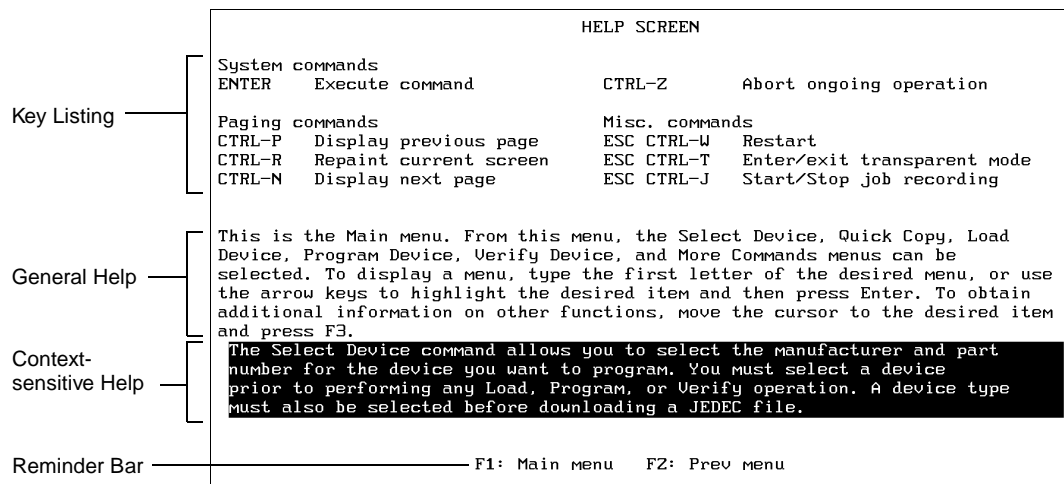 HELP SCREEN
Key Listing
System commands
ENTER Execute command CTRL-Z Abort ongoing operation
Paging commands Misc. commands
CTRL-P Display previous page ESC CTRL-W Restart
CTRL-R Repaint current screen ESC CTRL-T Enter/exit transparent mode
CTRL-N Display next page ESC CTRL-J Start/Stop job recording
General Help
This is the Main menu. From this menu, the Select Device, Quick Copy, Load
Device, Program Device, Verify Device, and More Commands menus can be
selected. To display a menu, type the first letter of the desired menu, or use
the arrow keys to highlight the desired item and then press Enter. To obtain
additional information on other functions, move the cursor to the desired item
and press F3.
Context-
sensitive Help
The Select Device command allows you to select the manufacturer and part
number for the device you want to program. You must select a device
prior to performing any Load, Program, or Verify operation. A device type
must also be selected before downloading a JEDEC file.
Reminder Bar
F1: Main menu F2: Prev menu